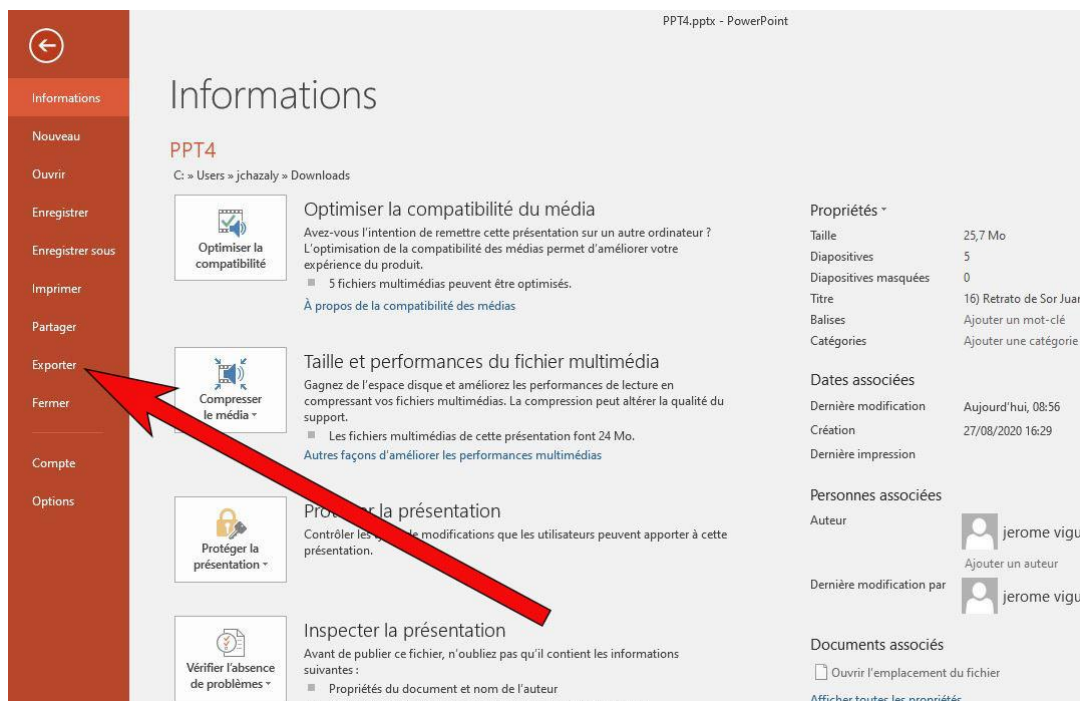 PPT4.pptx - PowerPoint
Informations
Nouveau
Ouvrir
Enregistrer
Enregistrer sous
Imprimer
Partager
Exporter
Fermer
Compte
Options
Informations
PPT4
C: » Users » jchazaly » Downloads
Optimiser la
compatibilité
Optimiser la compatibilité du média
Avez-vous l'intention de remettre cette présentation sur un autre ordinateur ?
L'optimisation de la compatibilité des médias permet d'améliorer votre
expérience du produit.
5 fichiers multimédias peuvent être optimisés.
À propos de la compatibilité des médias
Compresser
le média
Taille et performances du fichier multimédia
Gagnez de l'espace disque et améliorez les performances de lecture en
compressant vos fichiers multimédias. La compression peut altérer la qualité du
support.
Les fichiers multimédias de cette présentation font 24 Mo.
Autres façons d'améliorer les performances multimédias
Protéger la
présentation
la présentation
Contrôler les modifications que les utilisateurs peuvent apporter à cette
présentation.
Vérifier l'absence
de problèmes
Inspecter la présentation
Avant de publier ce fichier, n'oubliez pas qu'il contient les informations
suivantes :
Propriétés du document et nom de l'auteur
Propriétés
Taille 25,7 Mo
Diapositives 5
Diapositives masquées 0
Titre 16) Retrato de Sor Juan
Balises Ajouter un mot-clé
Catégories Ajouter une catégorie
Dates associées
Dernière modification Aujourd'hui, 08:56
Création 27/08/2020 16:29
Dernière impression
Personnes associées
Auteur
jerome vigu
Ajouter un auteur
Dernière modification par
jerome vigu
Documents associés
Ouvrir l'emplacement du fichier
Afficher toutes les propriétés